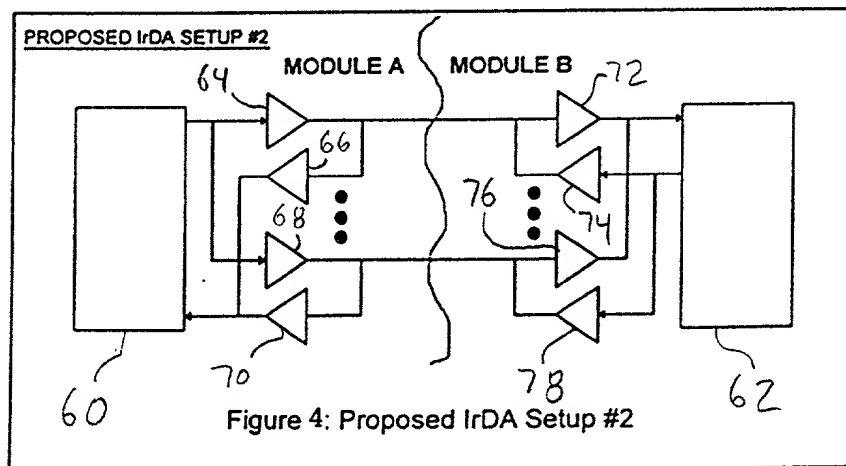 PROPOSED IrDA SETUP #2
MODULE A
MODULE B
64
72
66
74
68
76
70
78
60
62
Figure 4: Proposed IrDA Setup #2